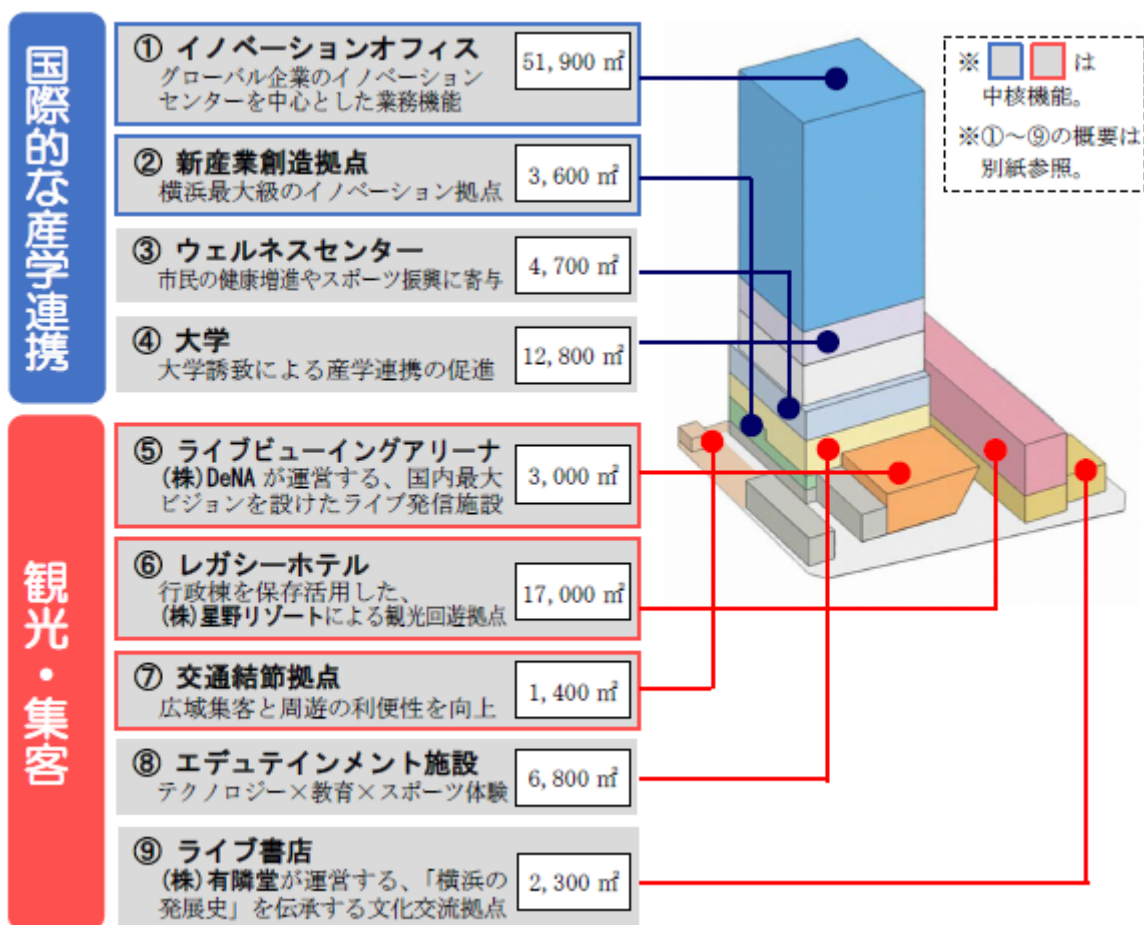 国際的な産学連携
① イノベーションオフィス
グローバル企業のイノベーション
センターを中心とした業務機能
51,900 ㎡
② 新産業創造拠点
横浜最大級のイノベーション拠点
3,600 ㎡
③ ウェルネスセンター
市民の健康増進やスポーツ振興に寄与
4,700 ㎡
④ 大学
大学誘致による産学連携の促進
12,800 ㎡
観光・集客
⑤ ライブビューイングアリーナ
(株)DeNA が運営する、国内最大
ビジョンを設けたライブ発信施設
3,000 ㎡
⑥ レガシーホテル
行政棟を保存活用した、
(株)星野リゾートによる観光回遊拠点
17,000 ㎡
⑦ 交通結節拠点
広域集客と周遊の利便性を向上
1,400 ㎡
⑧ エデュテインメント施設
テクノロジー×教育×スポーツ体験
6,800 ㎡
⑨ ライブ書店
(株)有隣堂が運営する、「横浜の
発展史」を伝承する文化交流拠点
2,300 ㎡
※ は
中核機能。
※①～⑨の概要は
別紙参照。